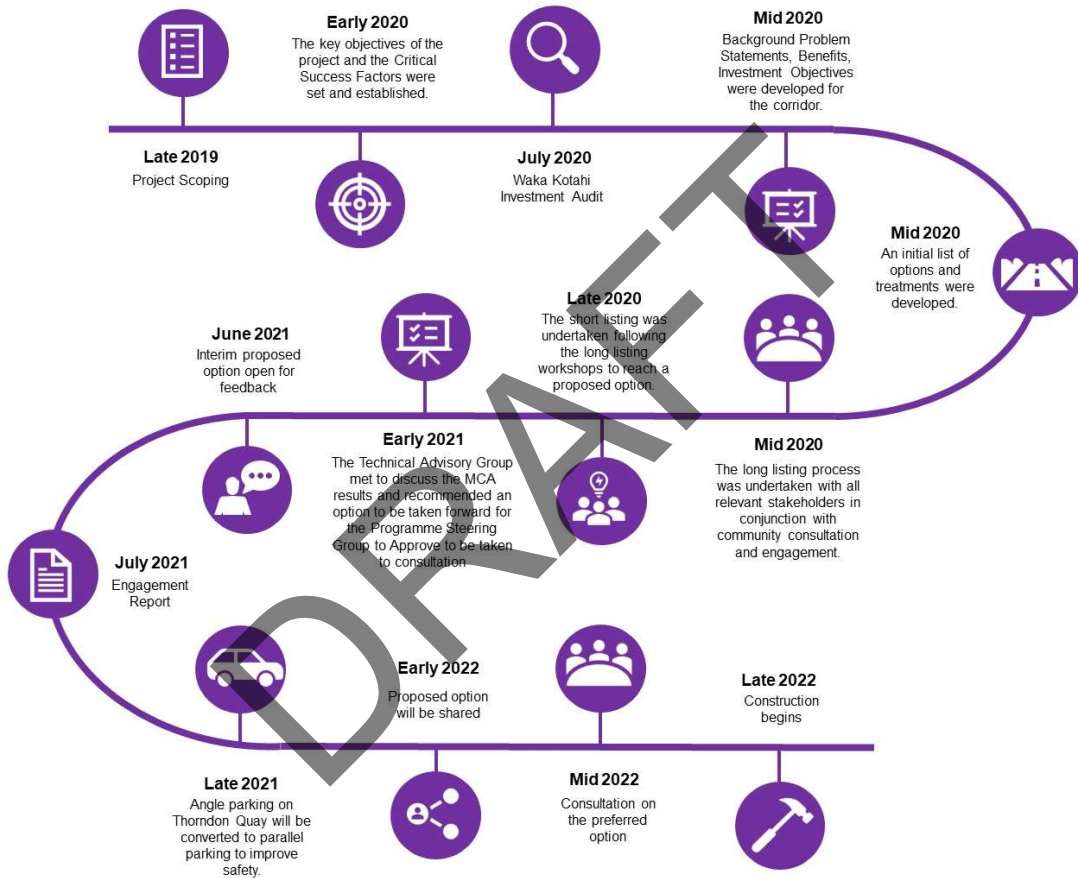 Late 2019
Project Scoping
Early 2020
The key objectives of the
project and the Critical
Success Factors were
set and established.
July 2020
Waka Kotahi
Investment Audit
Mid 2020
Background Problem
Statements, Benefits,
Investment Objectives
were developed for
the corridor.
Mid 2020
An initial list of
options and
treatments were
developed.
Mid 2020
The long listing process
was undertaken with all
relevant stakeholders in
conjunction with
community consultation
and engagement.
Late 2020
The short listing was
undertaken following
the long listing
workshops to reach a
proposed option.
Early 2021
The Technical Advisory Group
met to discuss the MCA
results and recommended an
option to be taken forward for
the Programme Steering
Group to Approve to be taken
to consultation
June 2021
Interim proposed
option open for
feedback
July 2021
Engagement
Report
Late 2021
Angle parking on
Thorndon Quay will be
converted to parallel
parking to improve
safety.
Early 2022
Proposed option
will be shared
Mid 2022
Consultation on
the preferred
option
Late 2022
Construction
begins
DRAFT